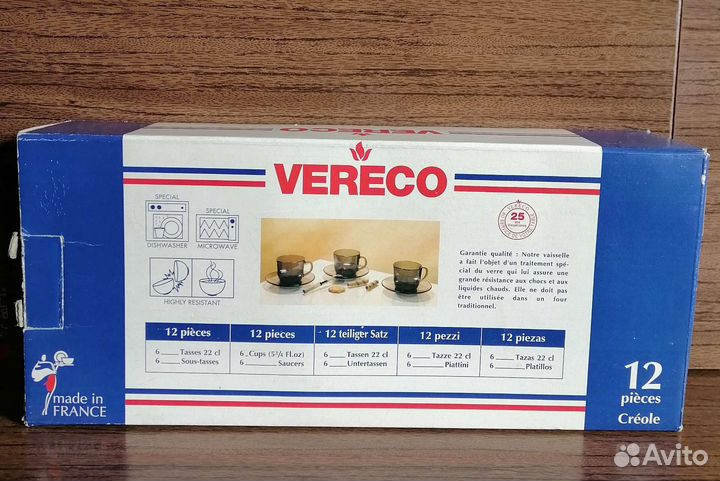 VERECO
VERECO
SPECIAL
DISHWASHER
SPECIAL
MICROWAVE
HIGHLY RESISTANT
25
Garantie qualité : Notre vaisselle
a fait l'objet d'un traitement spé-
cial du verre qui lui assure une
grande résistance aux chocs et aux
liquides chauds. Elle ne doit pas
être utilisée dans un four
traditionnel.
12 pièces
6 Tasses 22 cl
6 Sous-tasses
12 pieces
6 Cups (5¾ Fl.oz)
6 Saucers
12 teiliger Satz
6 Tassen 22 cl
6 Untertassen
12 pezzi
6 Tazze 22 cl
6 Piattini
12 piezas
6 Tazas 22 cl
6 Platillos
made in
FRANCE
12
pièces
Créole
Avito